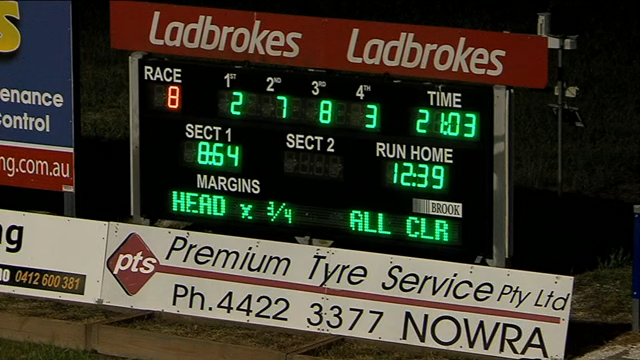 Ladbrokes Ladbrokes
RACE 1ST 2ND 3RD 4TH TIME
8 2 7 8 3 21:03
SECT 1 SECT 2 RUN HOME
8.64 12:39
MARGINS
BROOK
HEAD x 3/4 ALL CLR
enance
Control
ng.com.au
0412 600 381
pts Premium Tyre Service Pty Ltd
Ph.4422 3377 NOWRA